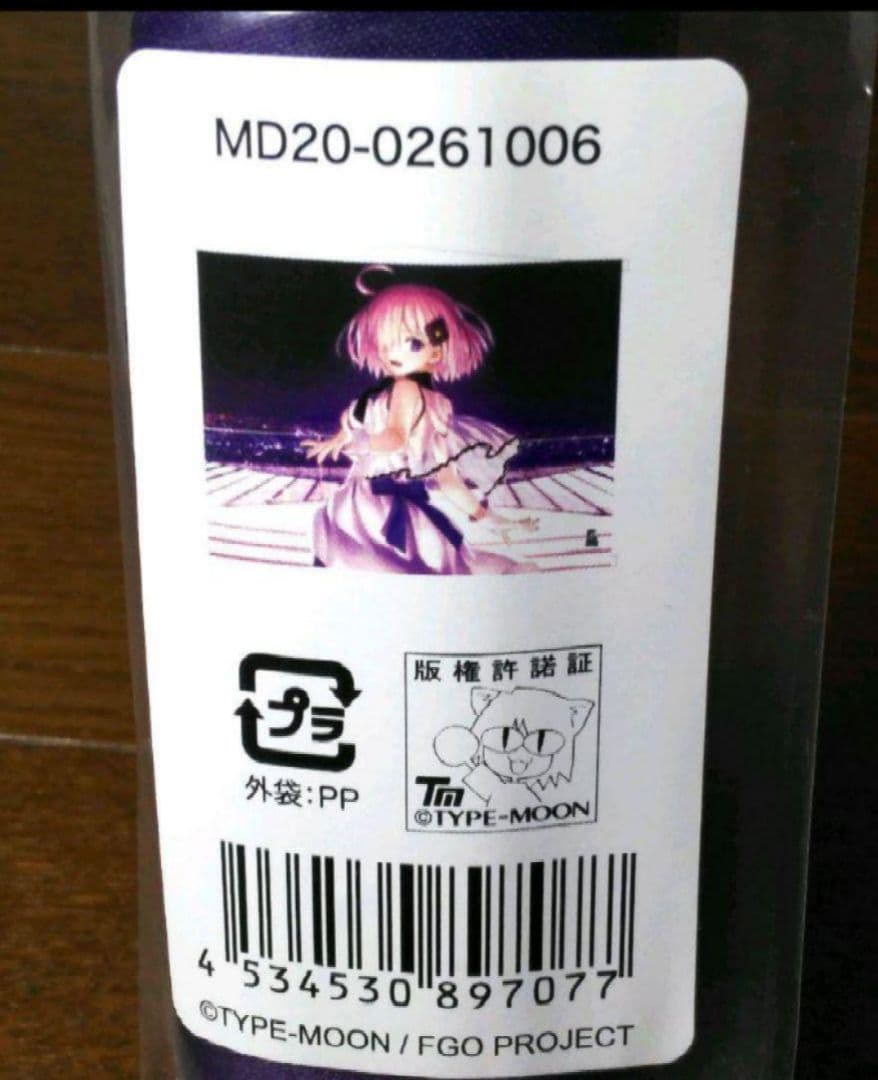 MD20-0261006
プラ
外袋:PP
版権許諾証
TM
©TYPE-MOON
4 534530 897077
©TYPE-MOON / FGO PROJECT